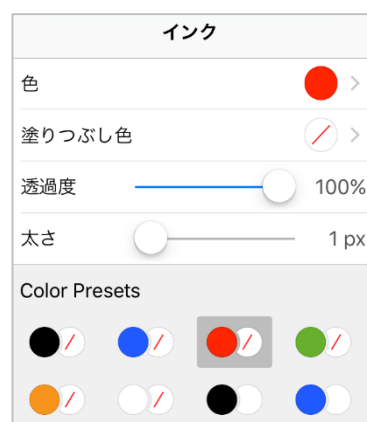 インク
色
塗りつぶし色
透過度 100%
太さ 1 px
Color Presets